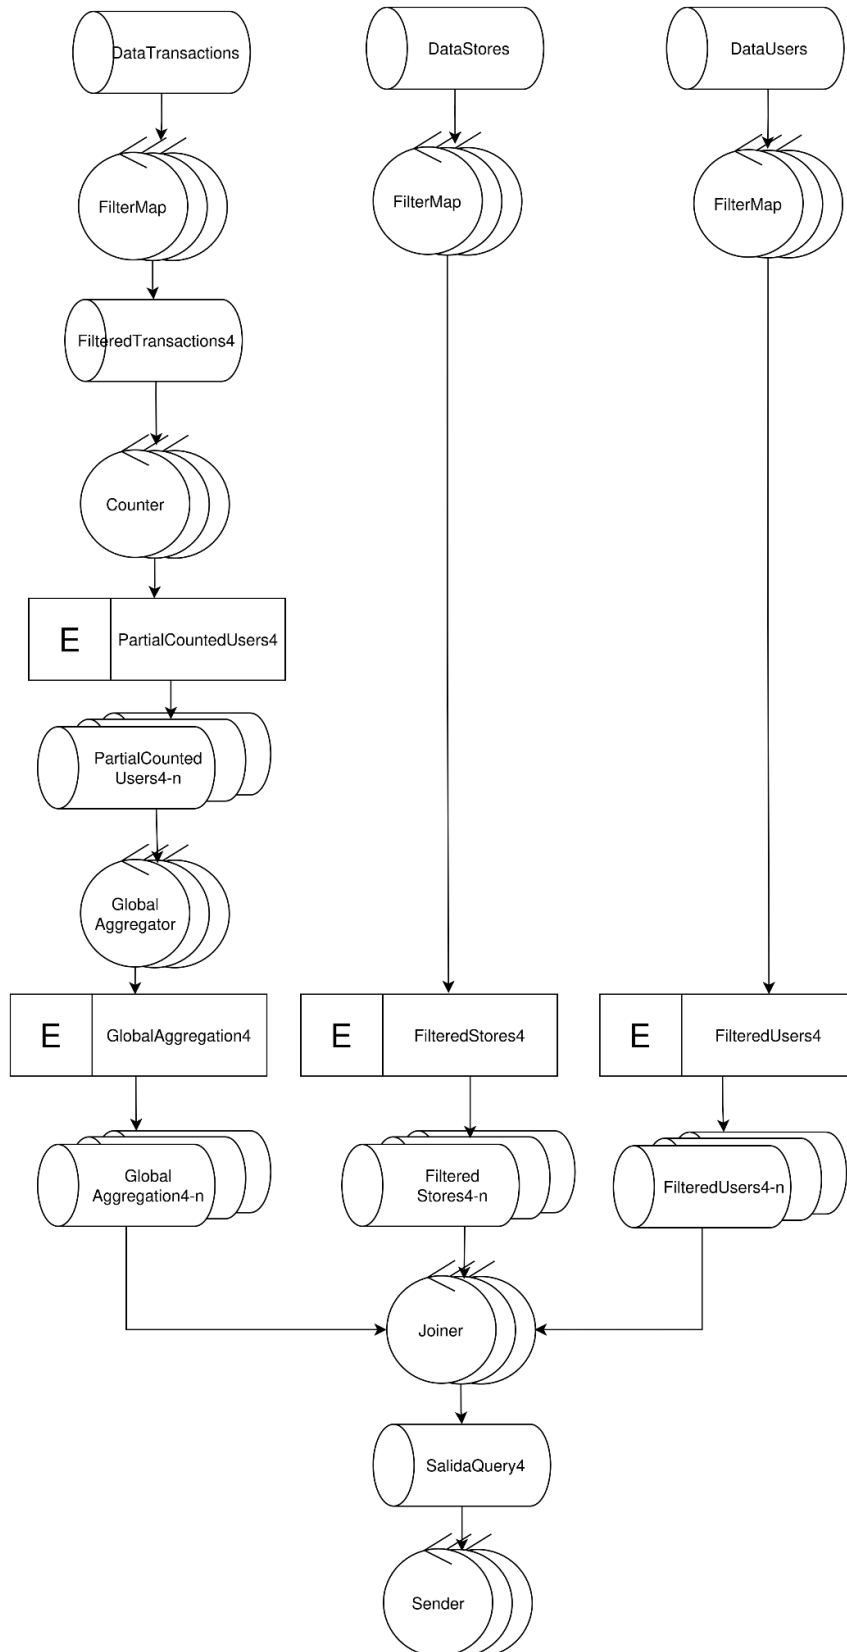 DataTransactions
DataStores
DataUsers
FilterMap
FilterMap
FilterMap
FilteredTransactions4
Counter
E
PartialCountedUsers4
PartialCounted
Users4-n
Global
Aggregator
E
GlobalAggregation4
E
FilteredStores4
E
FilteredUsers4
Global
Aggregation4-n
Filtered
Stores4-n
FilteredUsers4-n
Joiner
SalidaQuery4
Sender